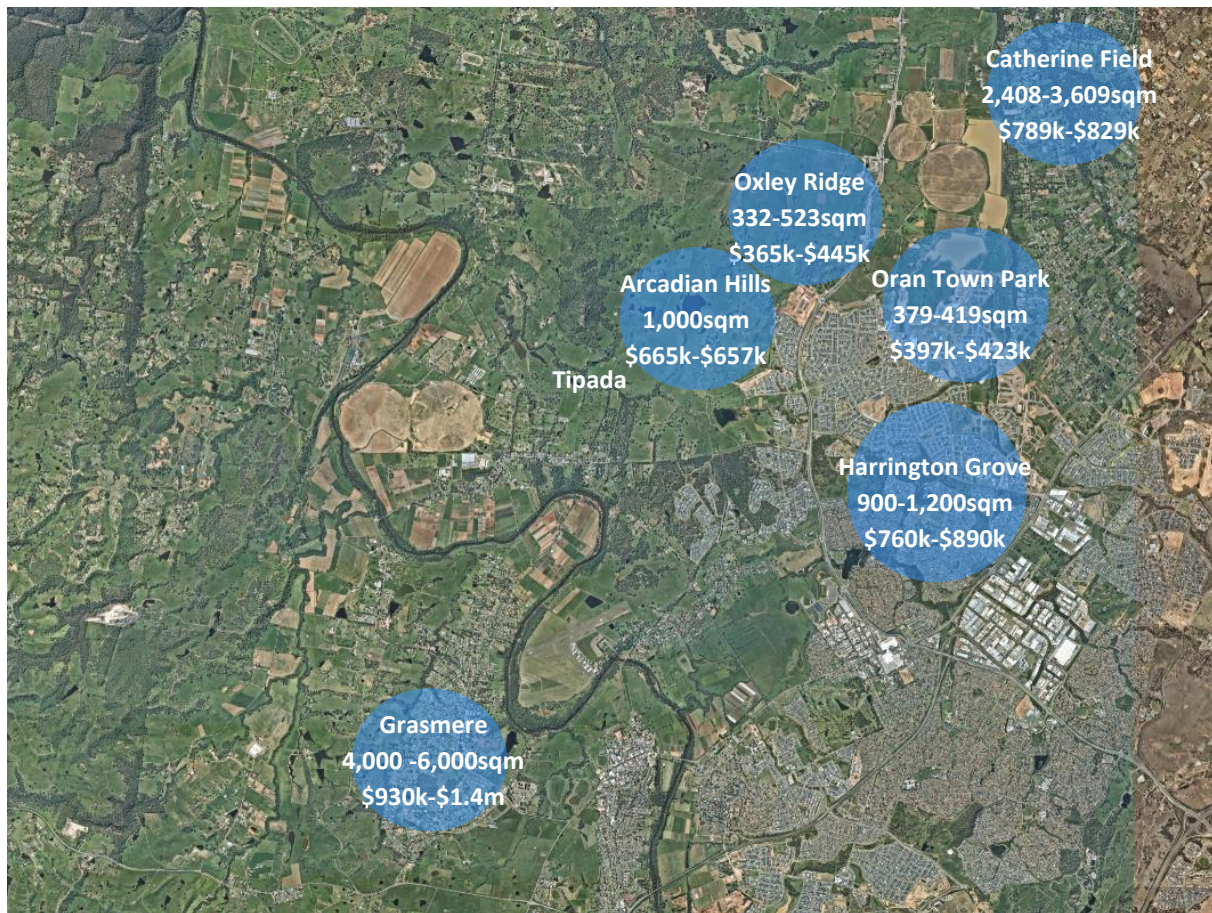 Catherine Field
2,408-3,609sqm
$789k-$829k
Oxley Ridge
332-523sqm
$365k-$445k
Arcadian Hills
1,000sqm
$665k-$657k
Oran Town Park
379-419sqm
$397k-$423k
Tipada
Harrington Grove
900-1,200sqm
$760k-$890k
Grasmere
4,000 -6,000sqm
$930k-$1.4m